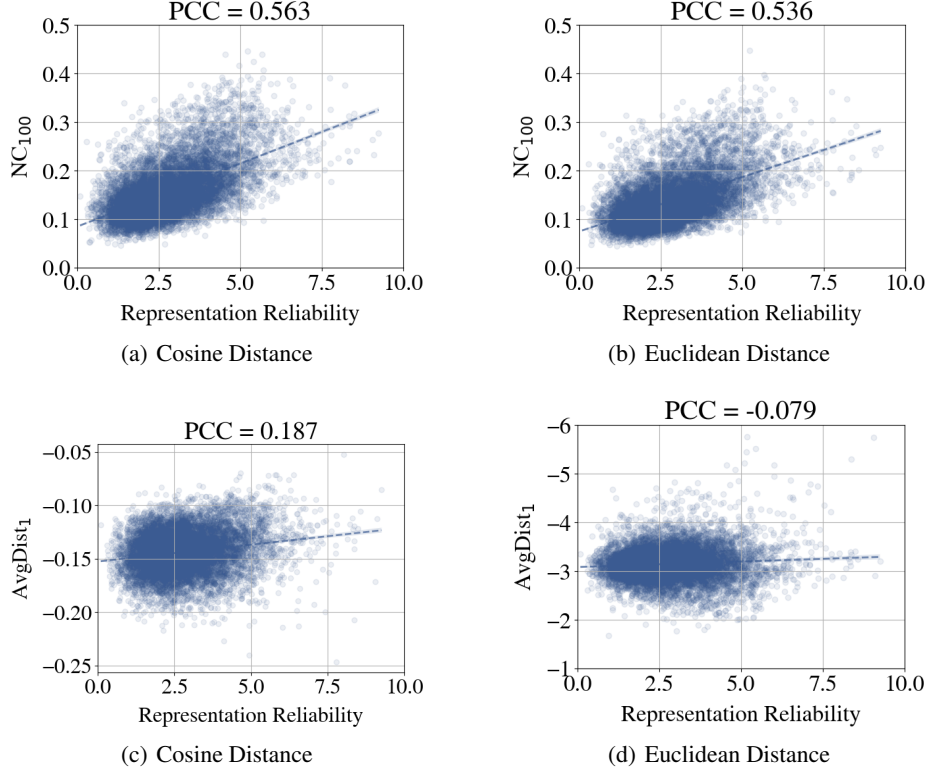 PCC = 0.563
0.5
0.4
0.3
0.2
0.1
0.0
NC100
0.0 2.5 5.0 7.5 10.0
Representation Reliability
(a) Cosine Distance
PCC = 0.536
0.5
0.4
0.3
0.2
0.1
0.0
NC100
0.0 2.5 5.0 7.5 10.0
Representation Reliability
(b) Euclidean Distance
PCC = 0.187
−0.05
−0.10
−0.15
−0.20
−0.25
AvgDist1
0.0 2.5 5.0 7.5 10.0
Representation Reliability
(c) Cosine Distance
PCC = -0.079
−6
−5
−4
−3
−2
−1
AvgDist1
0.0 2.5 5.0 7.5 10.0
Representation Reliability
(d) Euclidean Distance